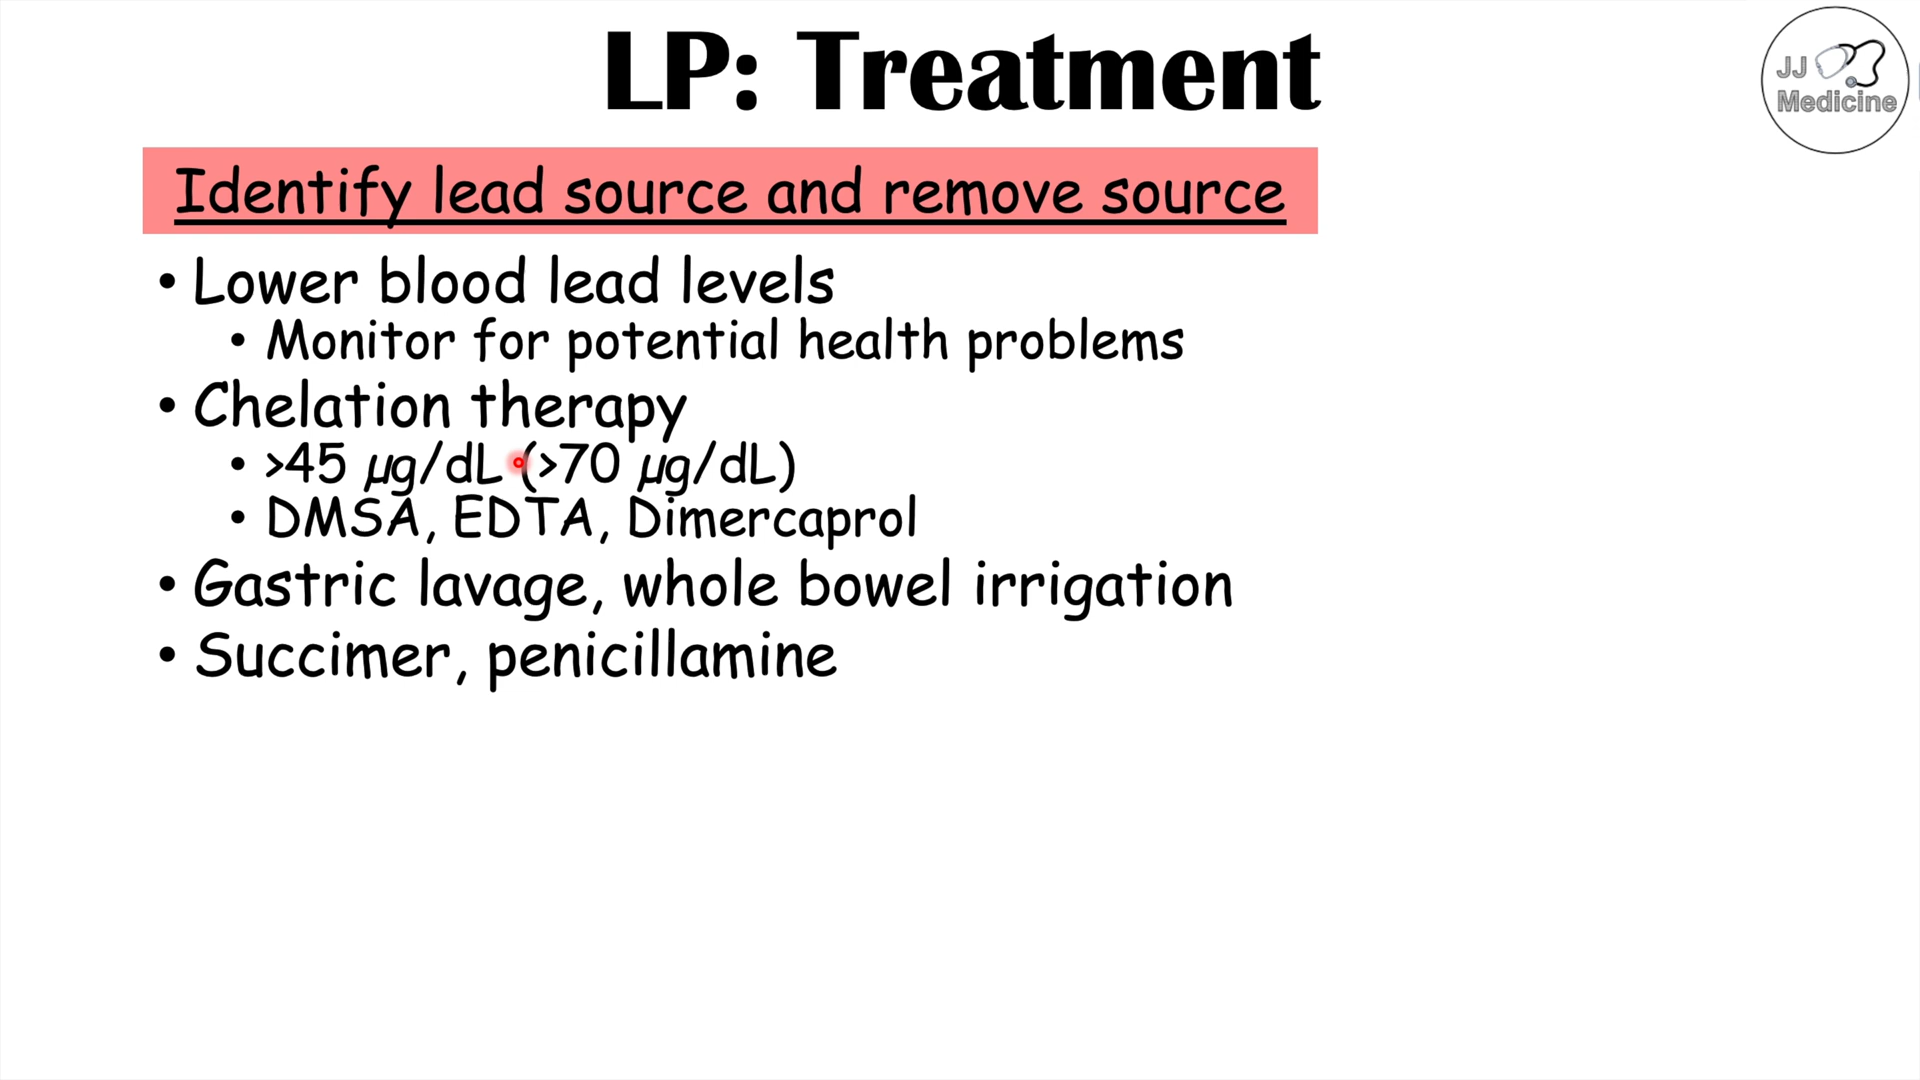 LP: Treatment
JJ
Medicine
Identify lead source and remove source
• Lower blood lead levels
• Monitor for potential health problems
• Chelation therapy
• >45 µg/dL (>70 µg/dL)
• DMSA, EDTA, Dimercaprol
• Gastric lavage, whole bowel irrigation
• Succimer, penicillamine